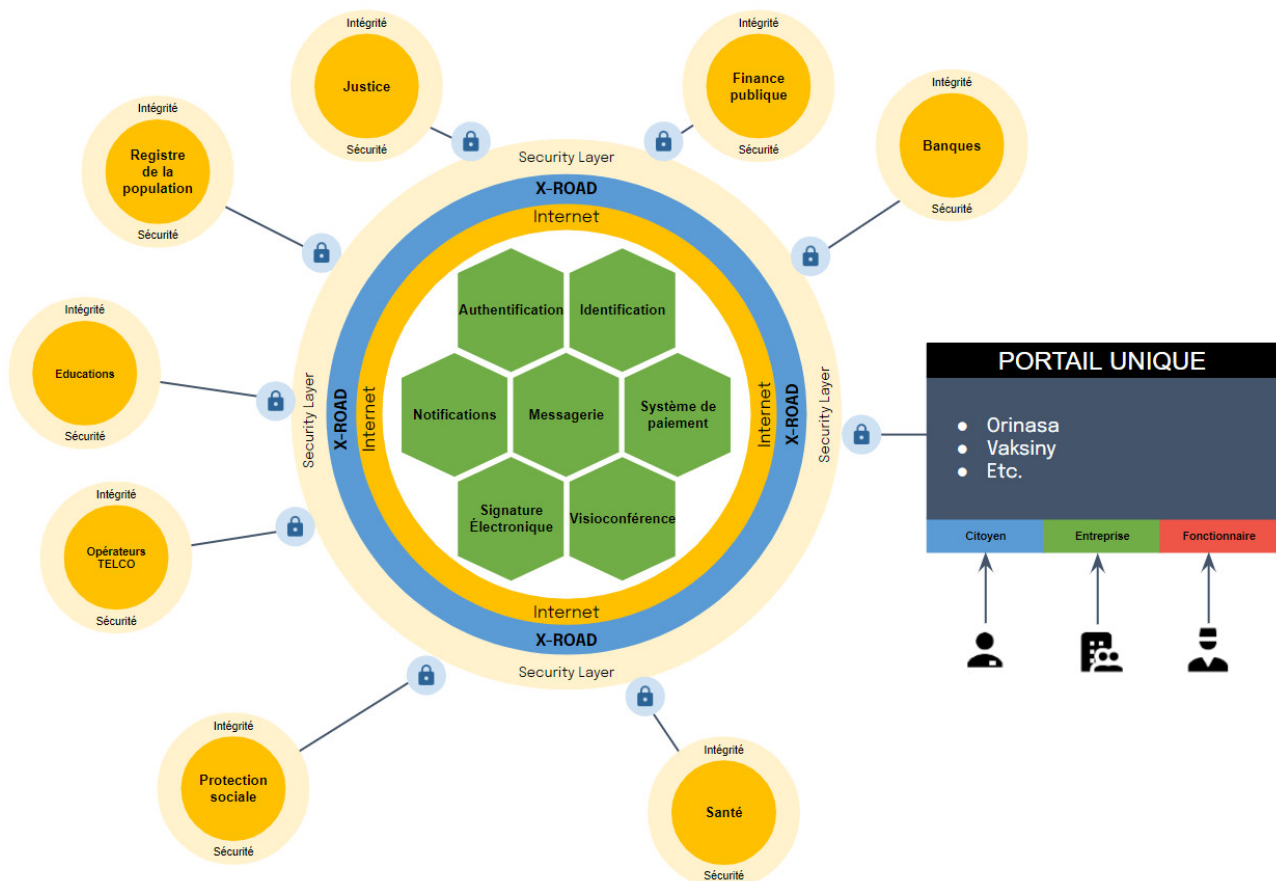 Intégrité
Justice
Sécurité
Intégrité
Finance
publique
Sécurité
Intégrité
Banques
Sécurité
Intégrité
Registre
de la
population
Sécurité
Intégrité
Educations
Sécurité
Intégrité
Opérateurs
TELCO
Sécurité
Intégrité
Protection
sociale
Sécurité
Intégrité
Santé
Sécurité
Security Layer
X-ROAD
Internet
Security Layer
X-ROAD
Internet
Authentification
Identification
Notifications
Messagerie
Système de
paiement
Signature
Électronique
Visioconférence
Internet
X-ROAD
Security Layer
Internet
X-ROAD
Security Layer
PORTAIL UNIQUE
● Orinasa
● Vaksiny
● Etc.
Citoyen
Entreprise
Fonctionnaire